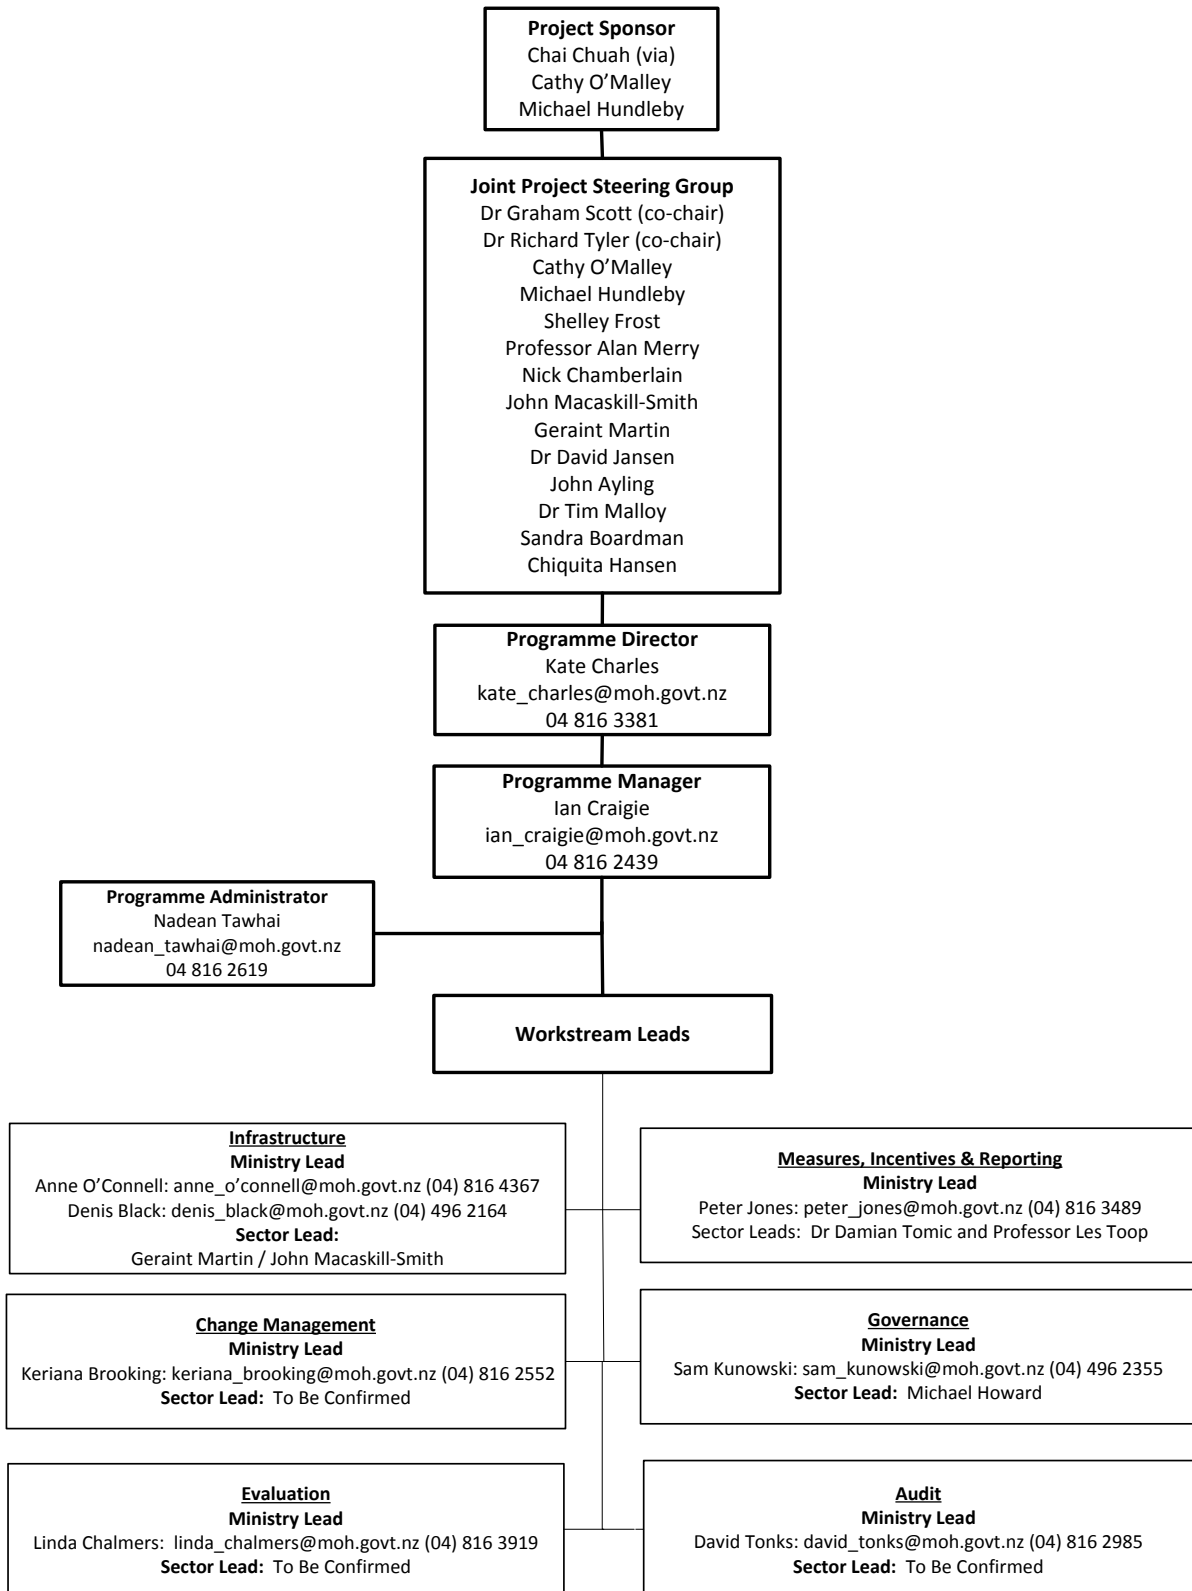 Project Sponsor
Chai Chuah (via)
Cathy O’Malley
Michael Hundleby
Joint Project Steering Group
Dr Graham Scott (co-chair)
Dr Richard Tyler (co-chair)
Cathy O’Malley
Michael Hundleby
Shelley Frost
Professor Alan Merry
Nick Chamberlain
John Macaskill-Smith
Geraint Martin
Dr David Jansen
John Ayling
Dr Tim Malloy
Sandra Boardman
Chiquita Hansen
Programme Director
Kate Charles
kate_charles@moh.govt.nz
04 816 3381
Programme Manager
Ian Craigie
ian_craigie@moh.govt.nz
04 816 2439
Programme Administrator
Nadean Tawhai
nadean_tawhai@moh.govt.nz
04 816 2619
Workstream Leads
Infrastructure
Ministry Lead
Anne O’Connell: anne_o’connell@moh.govt.nz (04) 816 4367
Denis Black: denis_black@moh.govt.nz (04) 496 2164
Sector Lead:
Geraint Martin / John Macaskill-Smith
Measures, Incentives & Reporting
Ministry Lead
Peter Jones: peter_jones@moh.govt.nz (04) 816 3489
Sector Leads: Dr Damian Tomic and Professor Les Toop
Change Management
Ministry Lead
Keriana Brooking: keriana_brooking@moh.govt.nz (04) 816 2552
Sector Lead: To Be Confirmed
Governance
Ministry Lead
Sam Kunowski: sam_kunowski@moh.govt.nz (04) 496 2355
Sector Lead: Michael Howard
Evaluation
Ministry Lead
Linda Chalmers: linda_chalmers@moh.govt.nz (04) 816 3919
Sector Lead: To Be Confirmed
Audit
Ministry Lead
David Tonks: david_tonks@moh.govt.nz (04) 816 2985
Sector Lead: To Be Confirmed